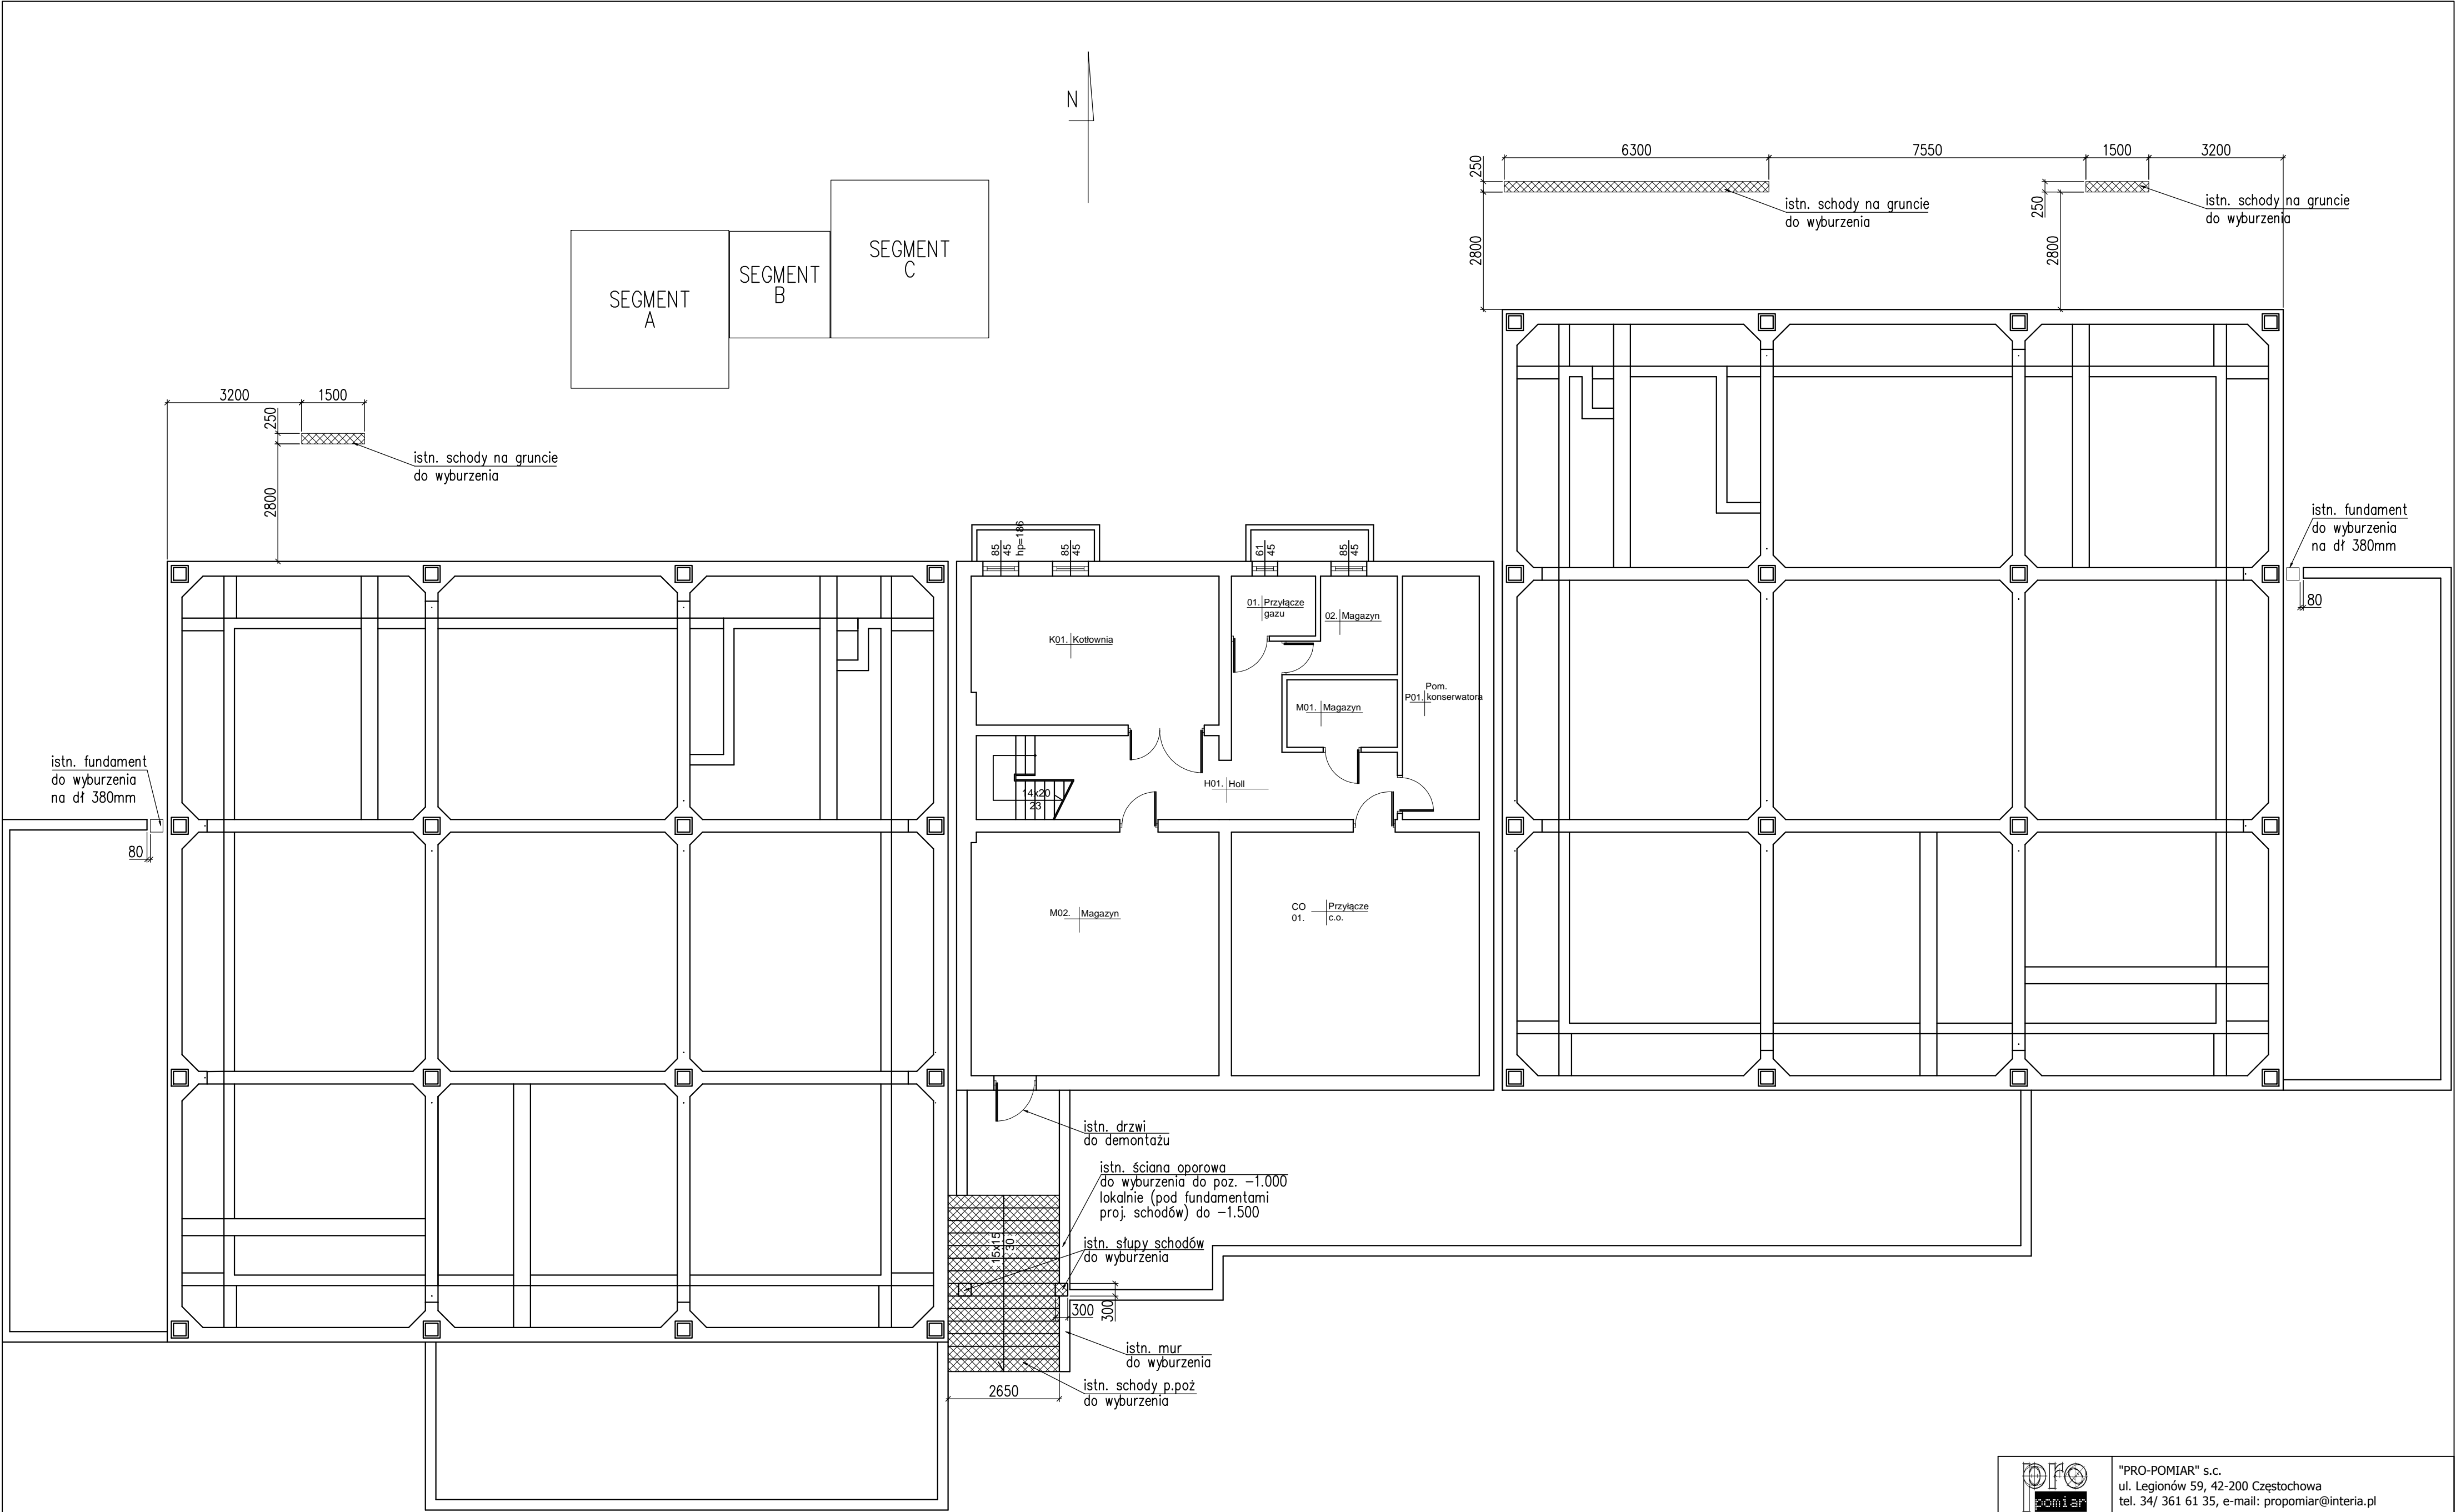 N
SEGMENT
A
SEGMENT
B
SEGMENT
C
6300
7550
1500
3200
250
2800
250
2800
istn. schody na gruncie
do wyburzenia
istn. schody na gruncie
do wyburzenia
3200
1500
250
2800
istn. schody na gruncie
do wyburzenia
istn. fundament
do wyburzenia
na dł 380mm
80
istn. fundament
do wyburzenia
na dł 380mm
80
85
45
hp=186
85
45
61
45
85
45
K01. Kotłownia
01. Przyłącze
gazu
02. Magazyn
Pom.
P01. konserwatora
M01. Magazyn
H01. Holl
14x20
23
M02. Magazyn
CO Przyłącze
01. c.o.
istn. drzwi
do demontażu
istn. ściana oporowa
do wyburzenia do poz. -1.000
lokalnie (pod fundamentami
proj. schodów) do -1.500
15x15
30
istn. słupy schodów
do wyburzenia
300
300
istn. mur
do wyburzenia
istn. schody p.poż
do wyburzenia
2650
pro
pomiar
"PRO-POMIAR" s.c.
ul. Legionów 59, 42-200 Częstochowa
tel. 34/ 361 61 35, e-mail: propomiar@interia.pl